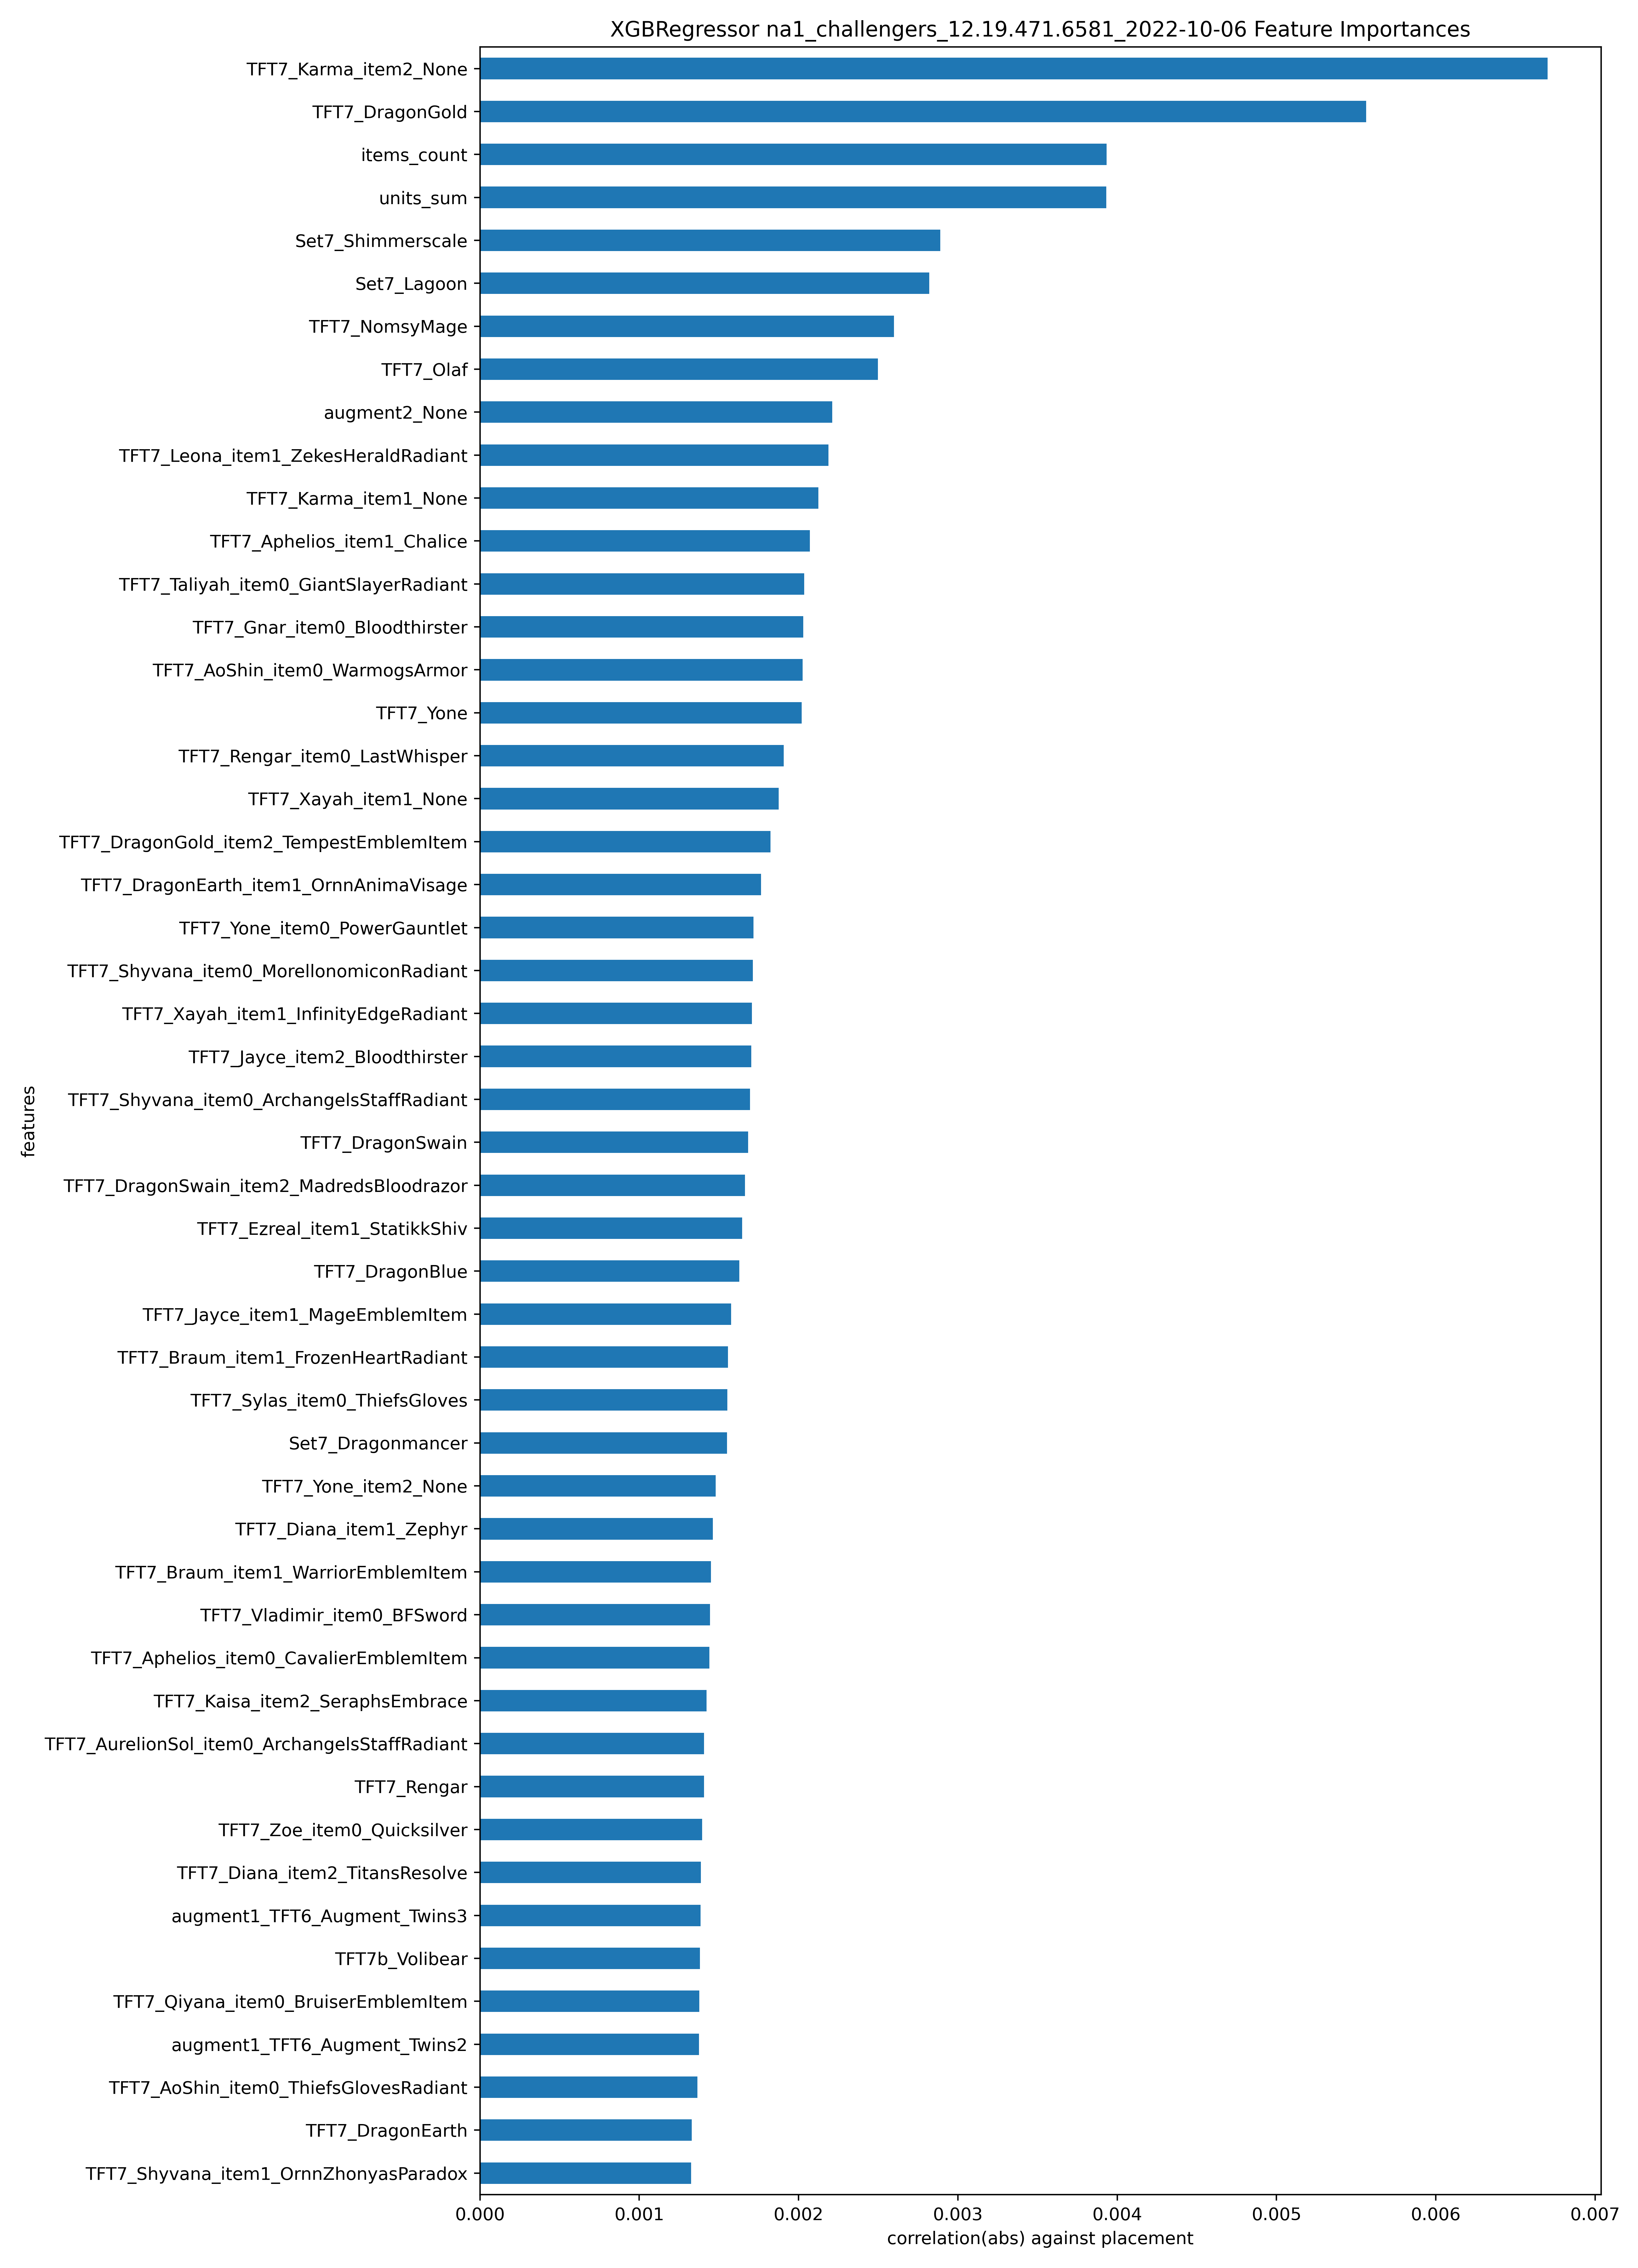 XGBRegressor na1_challengers_12.19.471.6581_2022-10-06 Feature Importances
TFT7_Karma_item2_None
TFT7_DragonGold
items_count
units_sum
Set7_Shimmerscale
Set7_Lagoon
TFT7_NomsyMage
TFT7_Olaf
augment2_None
TFT7_Leona_item1_ZekesHeraldRadiant
TFT7_Karma_item1_None
TFT7_Aphelios_item1_Chalice
TFT7_Taliyah_item0_GiantSlayerRadiant
TFT7_Gnar_item0_Bloodthirster
TFT7_AoShin_item0_WarmogsArmor
TFT7_Yone
TFT7_Rengar_item0_LastWhisper
TFT7_Xayah_item1_None
TFT7_DragonGold_item2_TempestEmblemItem
TFT7_DragonEarth_item1_OrnnAnimaVisage
TFT7_Yone_item0_PowerGauntlet
TFT7_Shyvana_item0_MorellonomiconRadiant
TFT7_Xayah_item1_InfinityEdgeRadiant
TFT7_Jayce_item2_Bloodthirster
TFT7_Shyvana_item0_ArchangelsStaffRadiant
TFT7_DragonSwain
TFT7_DragonSwain_item2_MadredsBloodrazor
TFT7_Ezreal_item1_StatikkShiv
TFT7_DragonBlue
TFT7_Jayce_item1_MageEmblemItem
TFT7_Braum_item1_FrozenHeartRadiant
TFT7_Sylas_item0_ThiefsGloves
Set7_Dragonmancer
TFT7_Yone_item2_None
TFT7_Diana_item1_Zephyr
TFT7_Braum_item1_WarriorEmblemItem
TFT7_Vladimir_item0_BFSword
TFT7_Aphelios_item0_CavalierEmblemItem
TFT7_Kaisa_item2_SeraphsEmbrace
TFT7_AurelionSol_item0_ArchangelsStaffRadiant
TFT7_Rengar
TFT7_Zoe_item0_Quicksilver
TFT7_Diana_item2_TitansResolve
augment1_TFT6_Augment_Twins3
TFT7b_Volibear
TFT7_Qiyana_item0_BruiserEmblemItem
augment1_TFT6_Augment_Twins2
TFT7_AoShin_item0_ThiefsGlovesRadiant
TFT7_DragonEarth
TFT7_Shyvana_item1_OrnnZhonyasParadox
features
0.000 0.001 0.002 0.003 0.004 0.005 0.006 0.007
correlation(abs) against placement